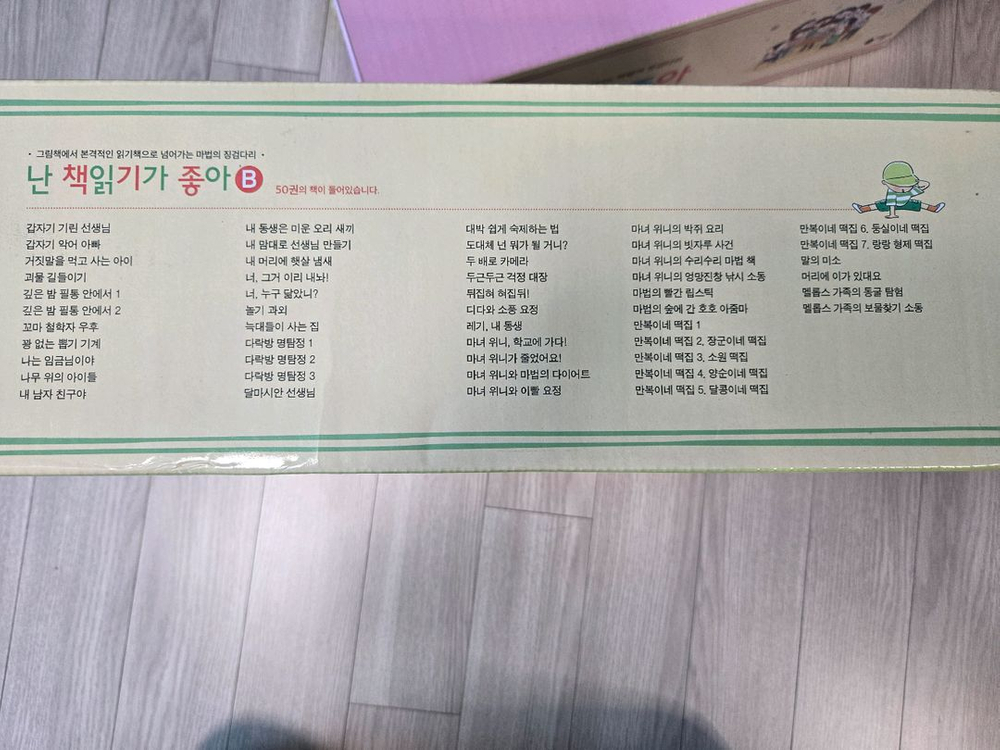 · 그림책에서 본격적인 읽기책으로 넘어가는 마법의 징검다리 ·
난 책읽기가 좋아 B
50권의 책이 들어있습니다.
갑자기 기린 선생님
갑자기 악어 아빠
거짓말을 먹고 사는 아이
괴물 길들이기
깊은 밤 필통 안에서 1
깊은 밤 필통 안에서 2
꼬마 철학자 우후
꽝 없는 뽑기 기계
나는 임금님이야
나무 위의 아이들
내 남자 친구야
내 동생은 미운 오리 새끼
내 맘대로 선생님 만들기
내 머리에 햇살 냄새
너, 그거 이리 내놔!
너, 누구 닮았니?
놀기 과외
늑대들이 사는 집
다락방 명탐정 1
다락방 명탐정 2
다락방 명탐정 3
달마시안 선생님
대박 쉽게 숙제하는 법
도대체 넌 뭐가 될 거니?
두 배로 카메라
두근두근 걱정 대장
뒤집혀 혀집뒤!
디다와 소풍 요정
레기, 내 동생
마녀 위니, 학교에 가다!
마녀 위니가 줄었어요!
마녀 위니와 마법의 다이어트
마녀 위니와 이빨 요정
마녀 위니의 박쥐 요리
마녀 위니의 빗자루 사건
마녀 위니의 수리수리 마법 책
마녀 위니의 엉망진창 낚시 소동
마법의 빨간 립스틱
마법의 숲에 간 호호 아줌마
만복이네 떡집 1
만복이네 떡집 2. 장군이네 떡집
만복이네 떡집 3. 소원 떡집
만복이네 떡집 4. 양순이네 떡집
만복이네 떡집 5. 달콩이네 떡집
만복이네 떡집 6. 둥실이네 떡집
만복이네 떡집 7. 랑랑 형제 떡집
말의 미소
머리에 이가 있대요
멜롭스 가족의 동굴 탐험
멜롭스 가족의 보물찾기 소동